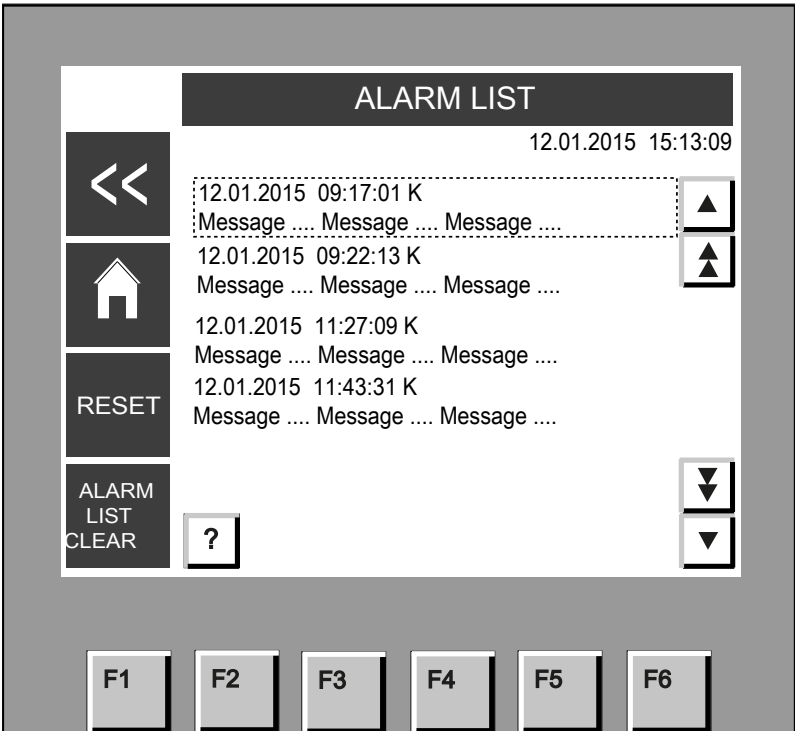 ALARM LIST
12.01.2015 15:13:09
<<
12.01.2015 09:17:01 K
Message .... Message .... Message ....
12.01.2015 09:22:13 K
Message .... Message .... Message ....
12.01.2015 11:27:09 K
Message .... Message .... Message ....
12.01.2015 11:43:31 K
Message .... Message .... Message ....
RESET
ALARM
LIST
CLEAR
?
F1 F2 F3 F4 F5 F6